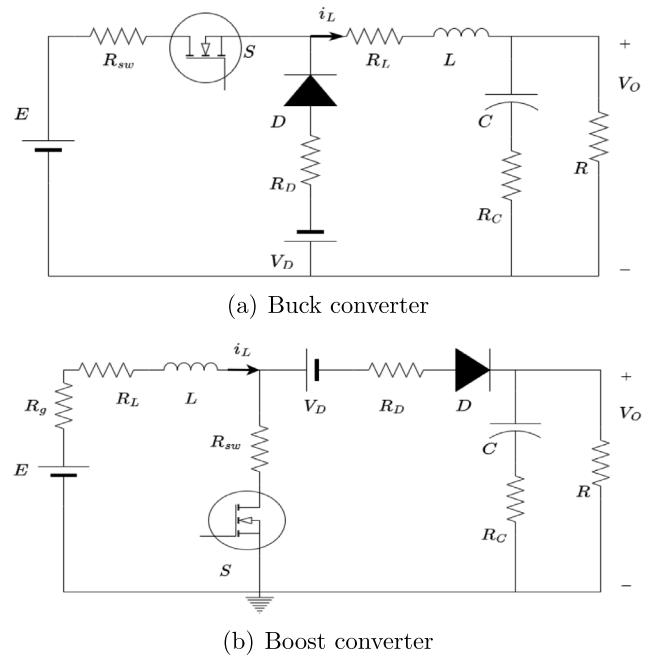 i_L
R_sw S R_L L +
V_O
E D C
R_D R
R_C
V_D −
(a) Buck converter
i_L
R_L L V_D R_D D +
R_g V_O
R_sw C
E R
R_C
S −
(b) Boost converter